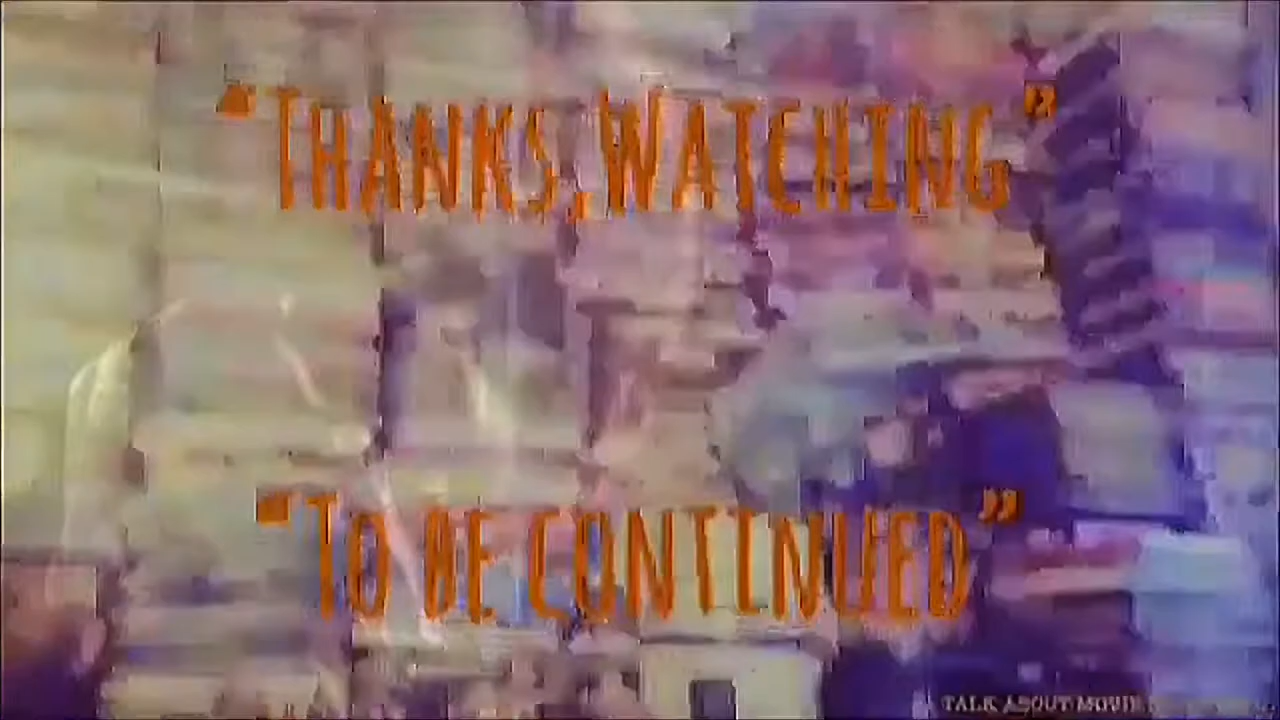 “THANKS,WATCHING”
“TO BE CONTINUED”
TALK ABOUT MOVIE